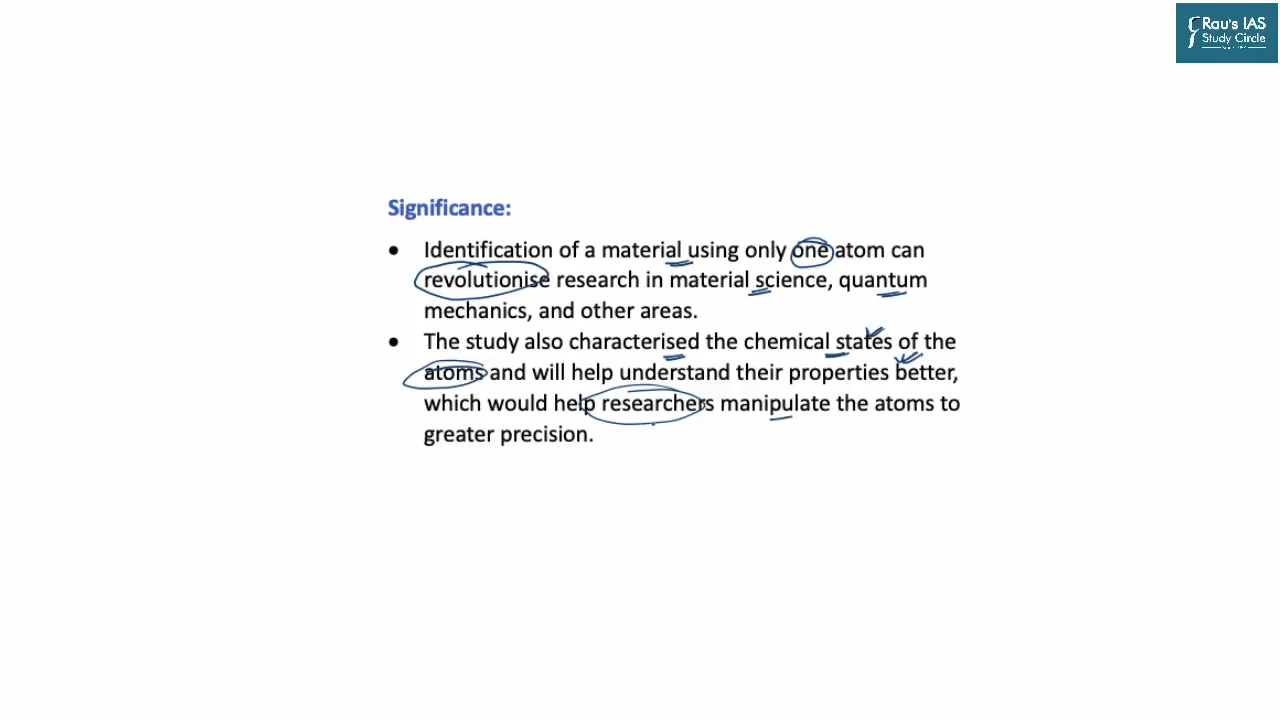 Rau's IAS
Study Circle
Significance:
• Identification of a material using only one atom can
revolutionise research in material science, quantum
mechanics, and other areas.
• The study also characterised the chemical states of the
atoms and will help understand their properties better,
which would help researchers manipulate the atoms to
greater precision.